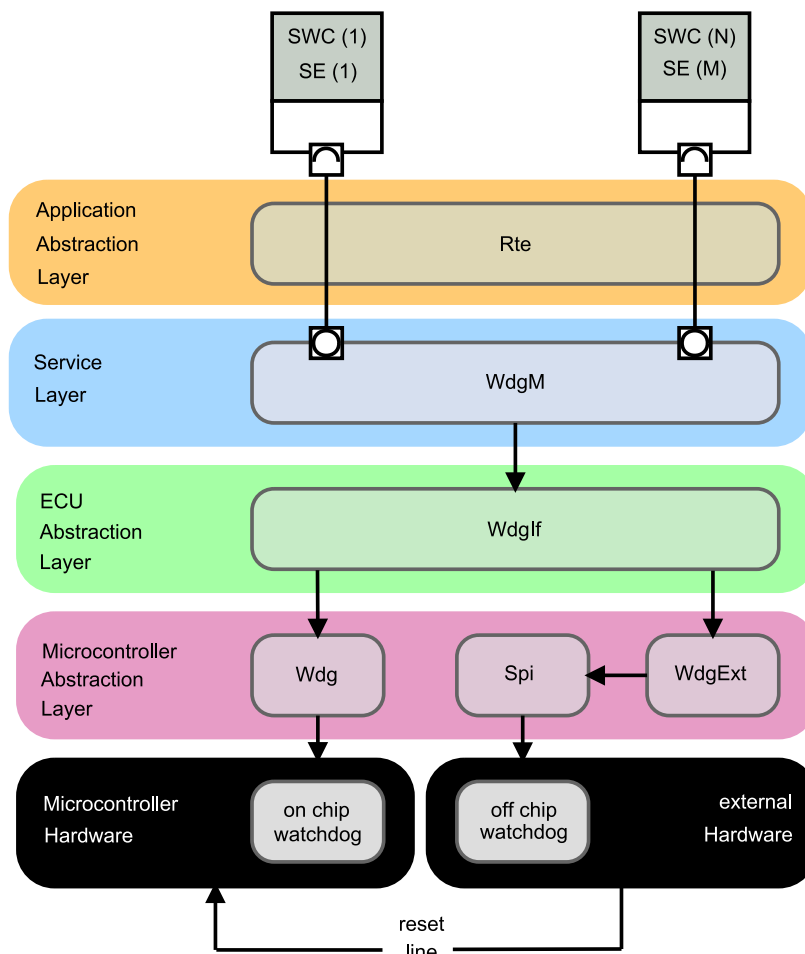 SWC (1)
SE (1)
SWC (N)
SE (M)
Application
Abstraction
Layer
Rte
Service
Layer
WdgM
ECU
Abstraction
Layer
WdgIf
Microcontroller
Abstraction
Layer
Wdg
Spi
WdgExt
Microcontroller
Hardware
on chip
watchdog
off chip
watchdog
external
Hardware
reset
line